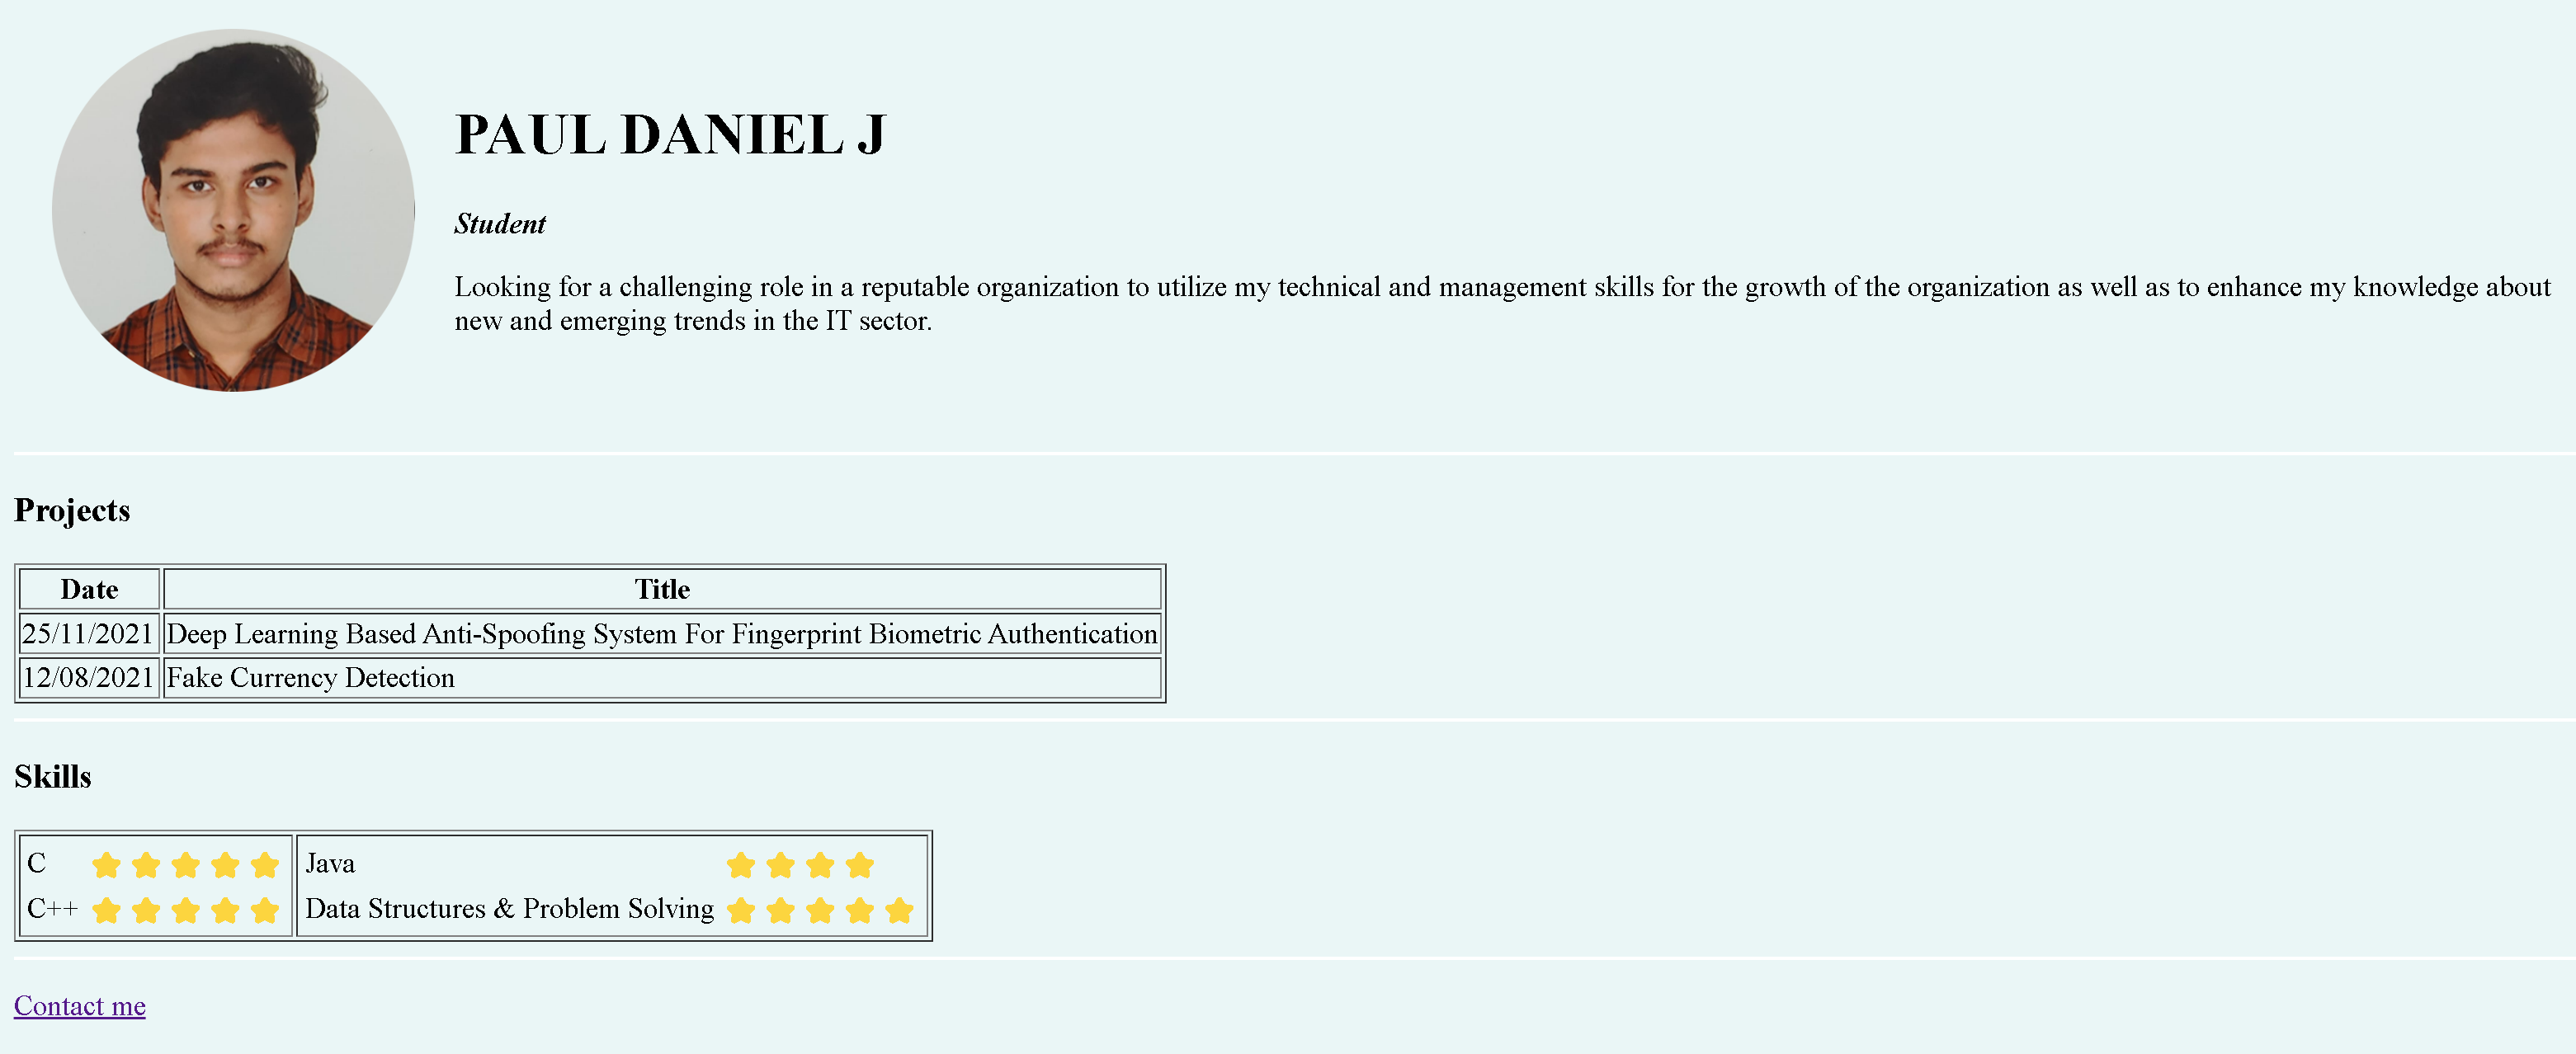 PAUL DANIEL J
Student
Looking for a challenging role in a reputable organization to utilize my technical and management skills for the growth of the organization as well as to enhance my knowledge about
new and emerging trends in the IT sector.
Projects
Date Title
25/11/2021 Deep Learning Based Anti-Spoofing System For Fingerprint Biometric Authentication
12/08/2021 Fake Currency Detection
Skills
C Java
C++ Data Structures & Problem Solving
Contact me